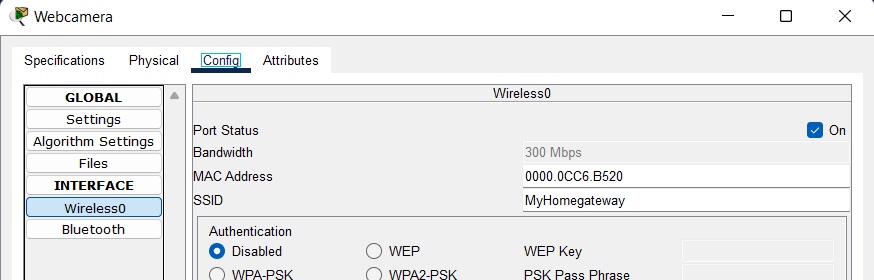 Webcamera
Specifications Physical Config Attributes
GLOBAL
Settings
Algorithm Settings
Files
INTERFACE
Wireless0
Bluetooth
Wireless0
Port Status On
Bandwidth 300 Mbps
MAC Address 0000.0CC6.B520
SSID MyHomegateway
Authentication
Disabled WEP WEP Key
WPA-PSK WPA2-PSK PSK Pass Phrase